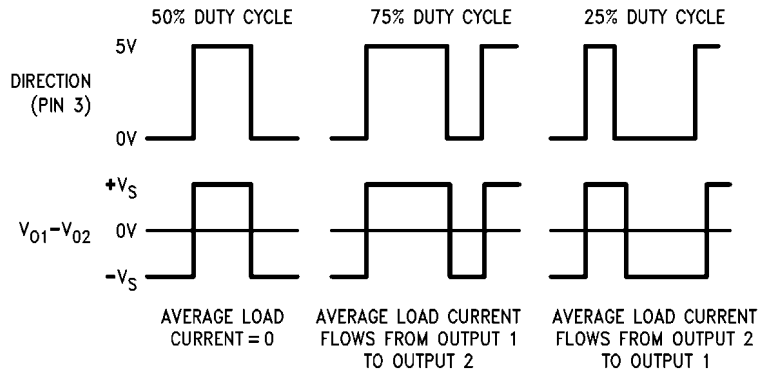 50% DUTY CYCLE
75% DUTY CYCLE
25% DUTY CYCLE
5V
DIRECTION
(PIN 3)
0V
+VS
VO1−VO2
0V
−VS
AVERAGE LOAD
CURRENT = 0
AVERAGE LOAD CURRENT
FLOWS FROM OUTPUT 1
TO OUTPUT 2
AVERAGE LOAD CURRENT
FLOWS FROM OUTPUT 2
TO OUTPUT 1